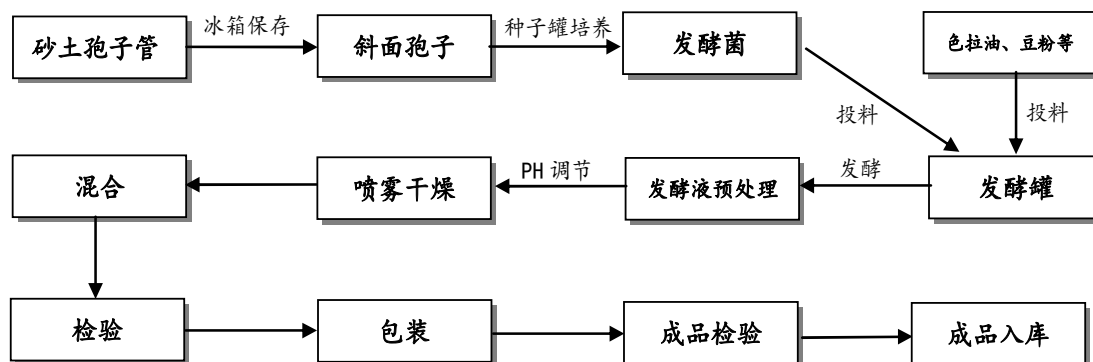 砂土孢子管
冰箱保存
斜面孢子
种子罐培养
发酵菌
色拉油、豆粉等
投料
投料
混合
喷雾干燥
PH 调节
发酵液预处理
发酵
发酵罐
检验
包装
成品检验
成品入库